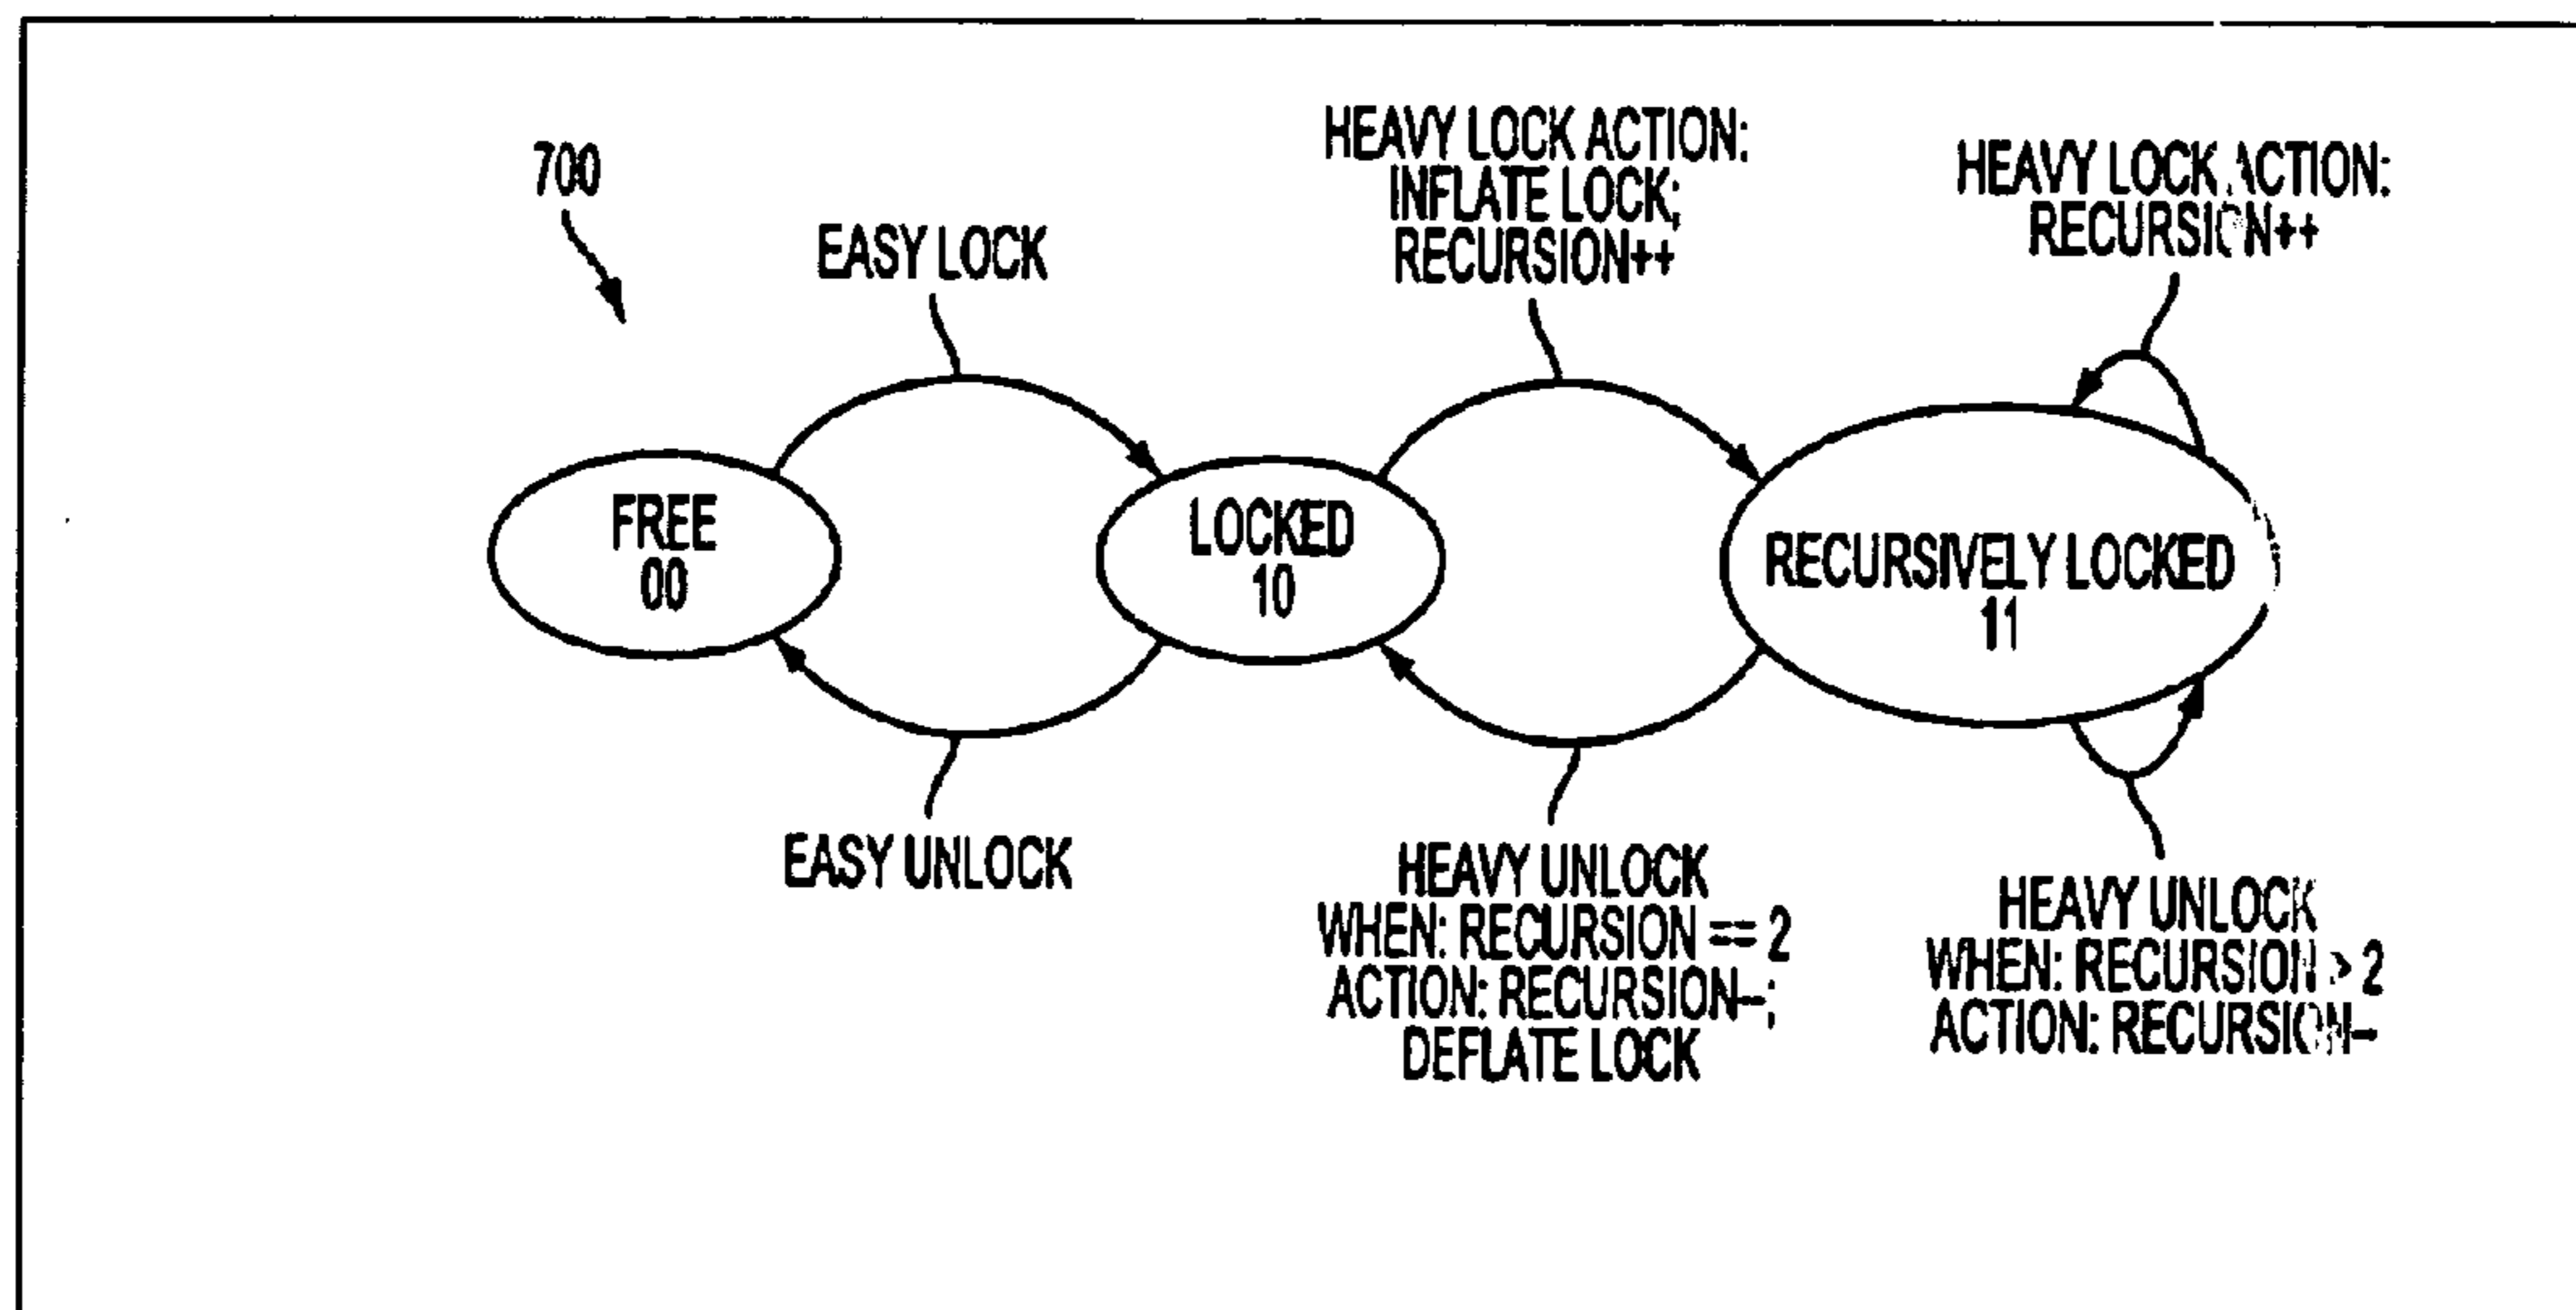 700
EASY LOCK
HEAVY LOCK ACTION:
INFLATE LOCK;
RECURSION++
HEAVY LOCK ACTION:
RECURSION++
FREE
00
LOCKED
10
RECURSIVELY LOCKED
11
EASY UNLOCK
HEAVY UNLOCK
WHEN: RECURSION == 2
ACTION: RECURSION--;
DEFLATE LOCK
HEAVY UNLOCK
WHEN: RECURSION > 2
ACTION: RECURSION--